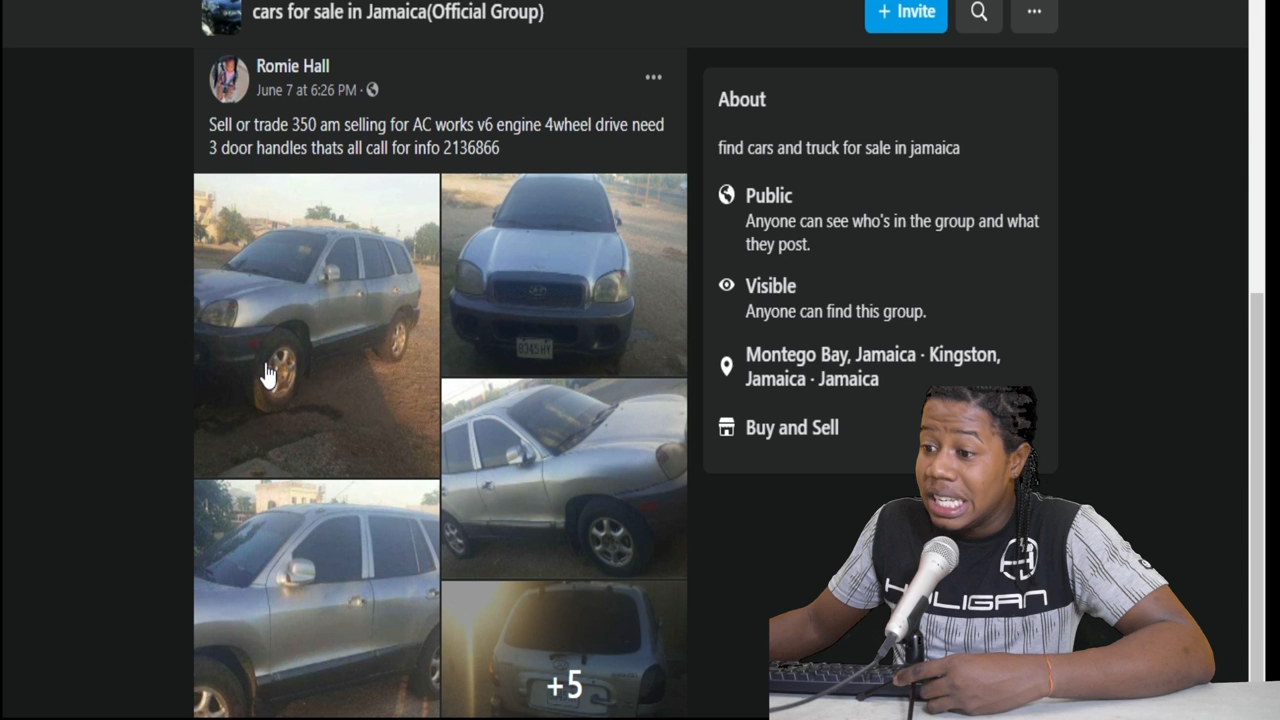 cars for sale in Jamaica(Official Group)
+ Invite
Romie Hall
June 7 at 6:26 PM ·
Sell or trade 350 am selling for AC works v6 engine 4wheel drive need
3 door handles thats all call for info 2136866
+5
About
find cars and truck for sale in jamaica
Public
Anyone can see who's in the group and what
they post.
Visible
Anyone can find this group.
Montego Bay, Jamaica · Kingston,
Jamaica · Jamaica
Buy and Sell